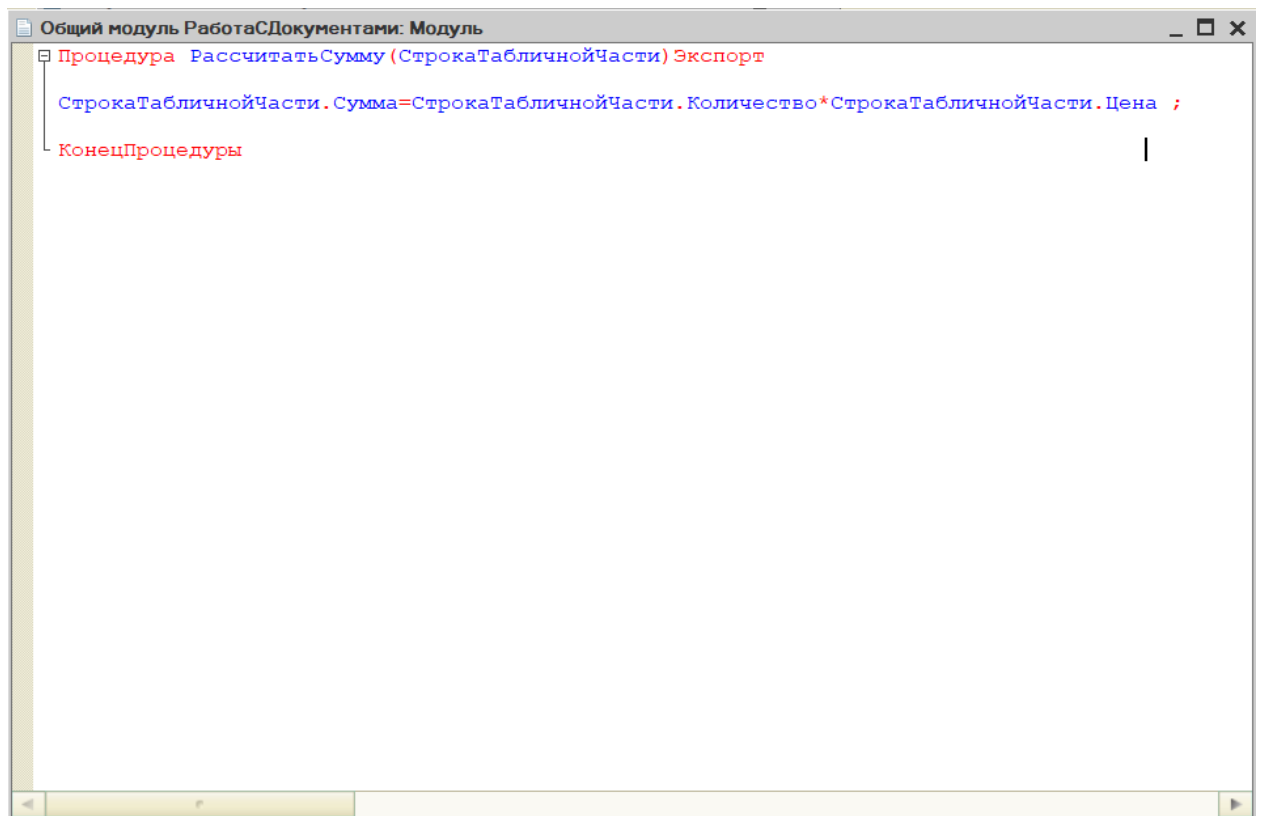 Общий модуль РаботаСДокументами: Модуль
Процедура РассчитатьСумму(СтрокаТабличнойЧасти)Экспорт
СтрокаТабличнойЧасти.Сумма=СтрокаТабличнойЧасти.Количество*СтрокаТабличнойЧасти.Цена ;
КонецПроцедуры